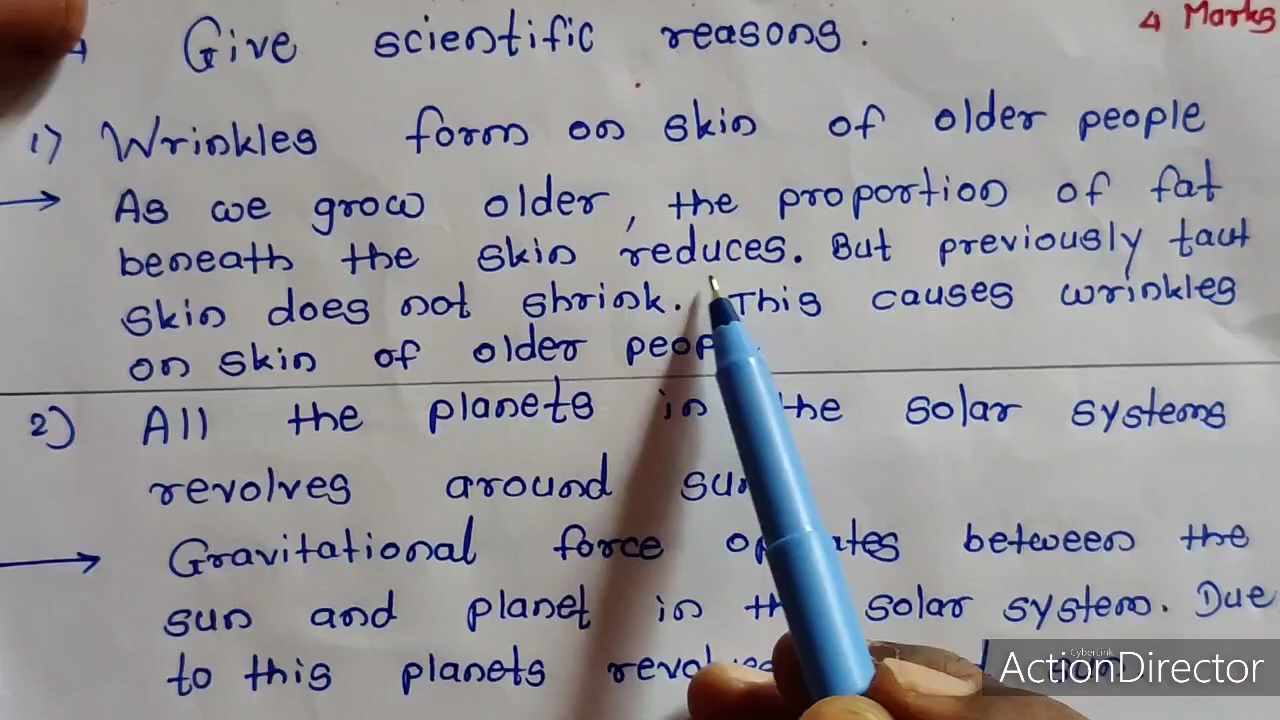 Give scientific reasons.
4 Marks
1) Wrinkles form on skin of older people
→ As we grow older, the proportion of fat
beneath the skin reduces. But previously taut
skin does not shrink. This causes wrinkles
on skin of older
2) All the planets in the solar systems
revolves around
→ Gravitational force between the
sun and planet in solar system. Due
to this planets
CyberLink
ActionDirector